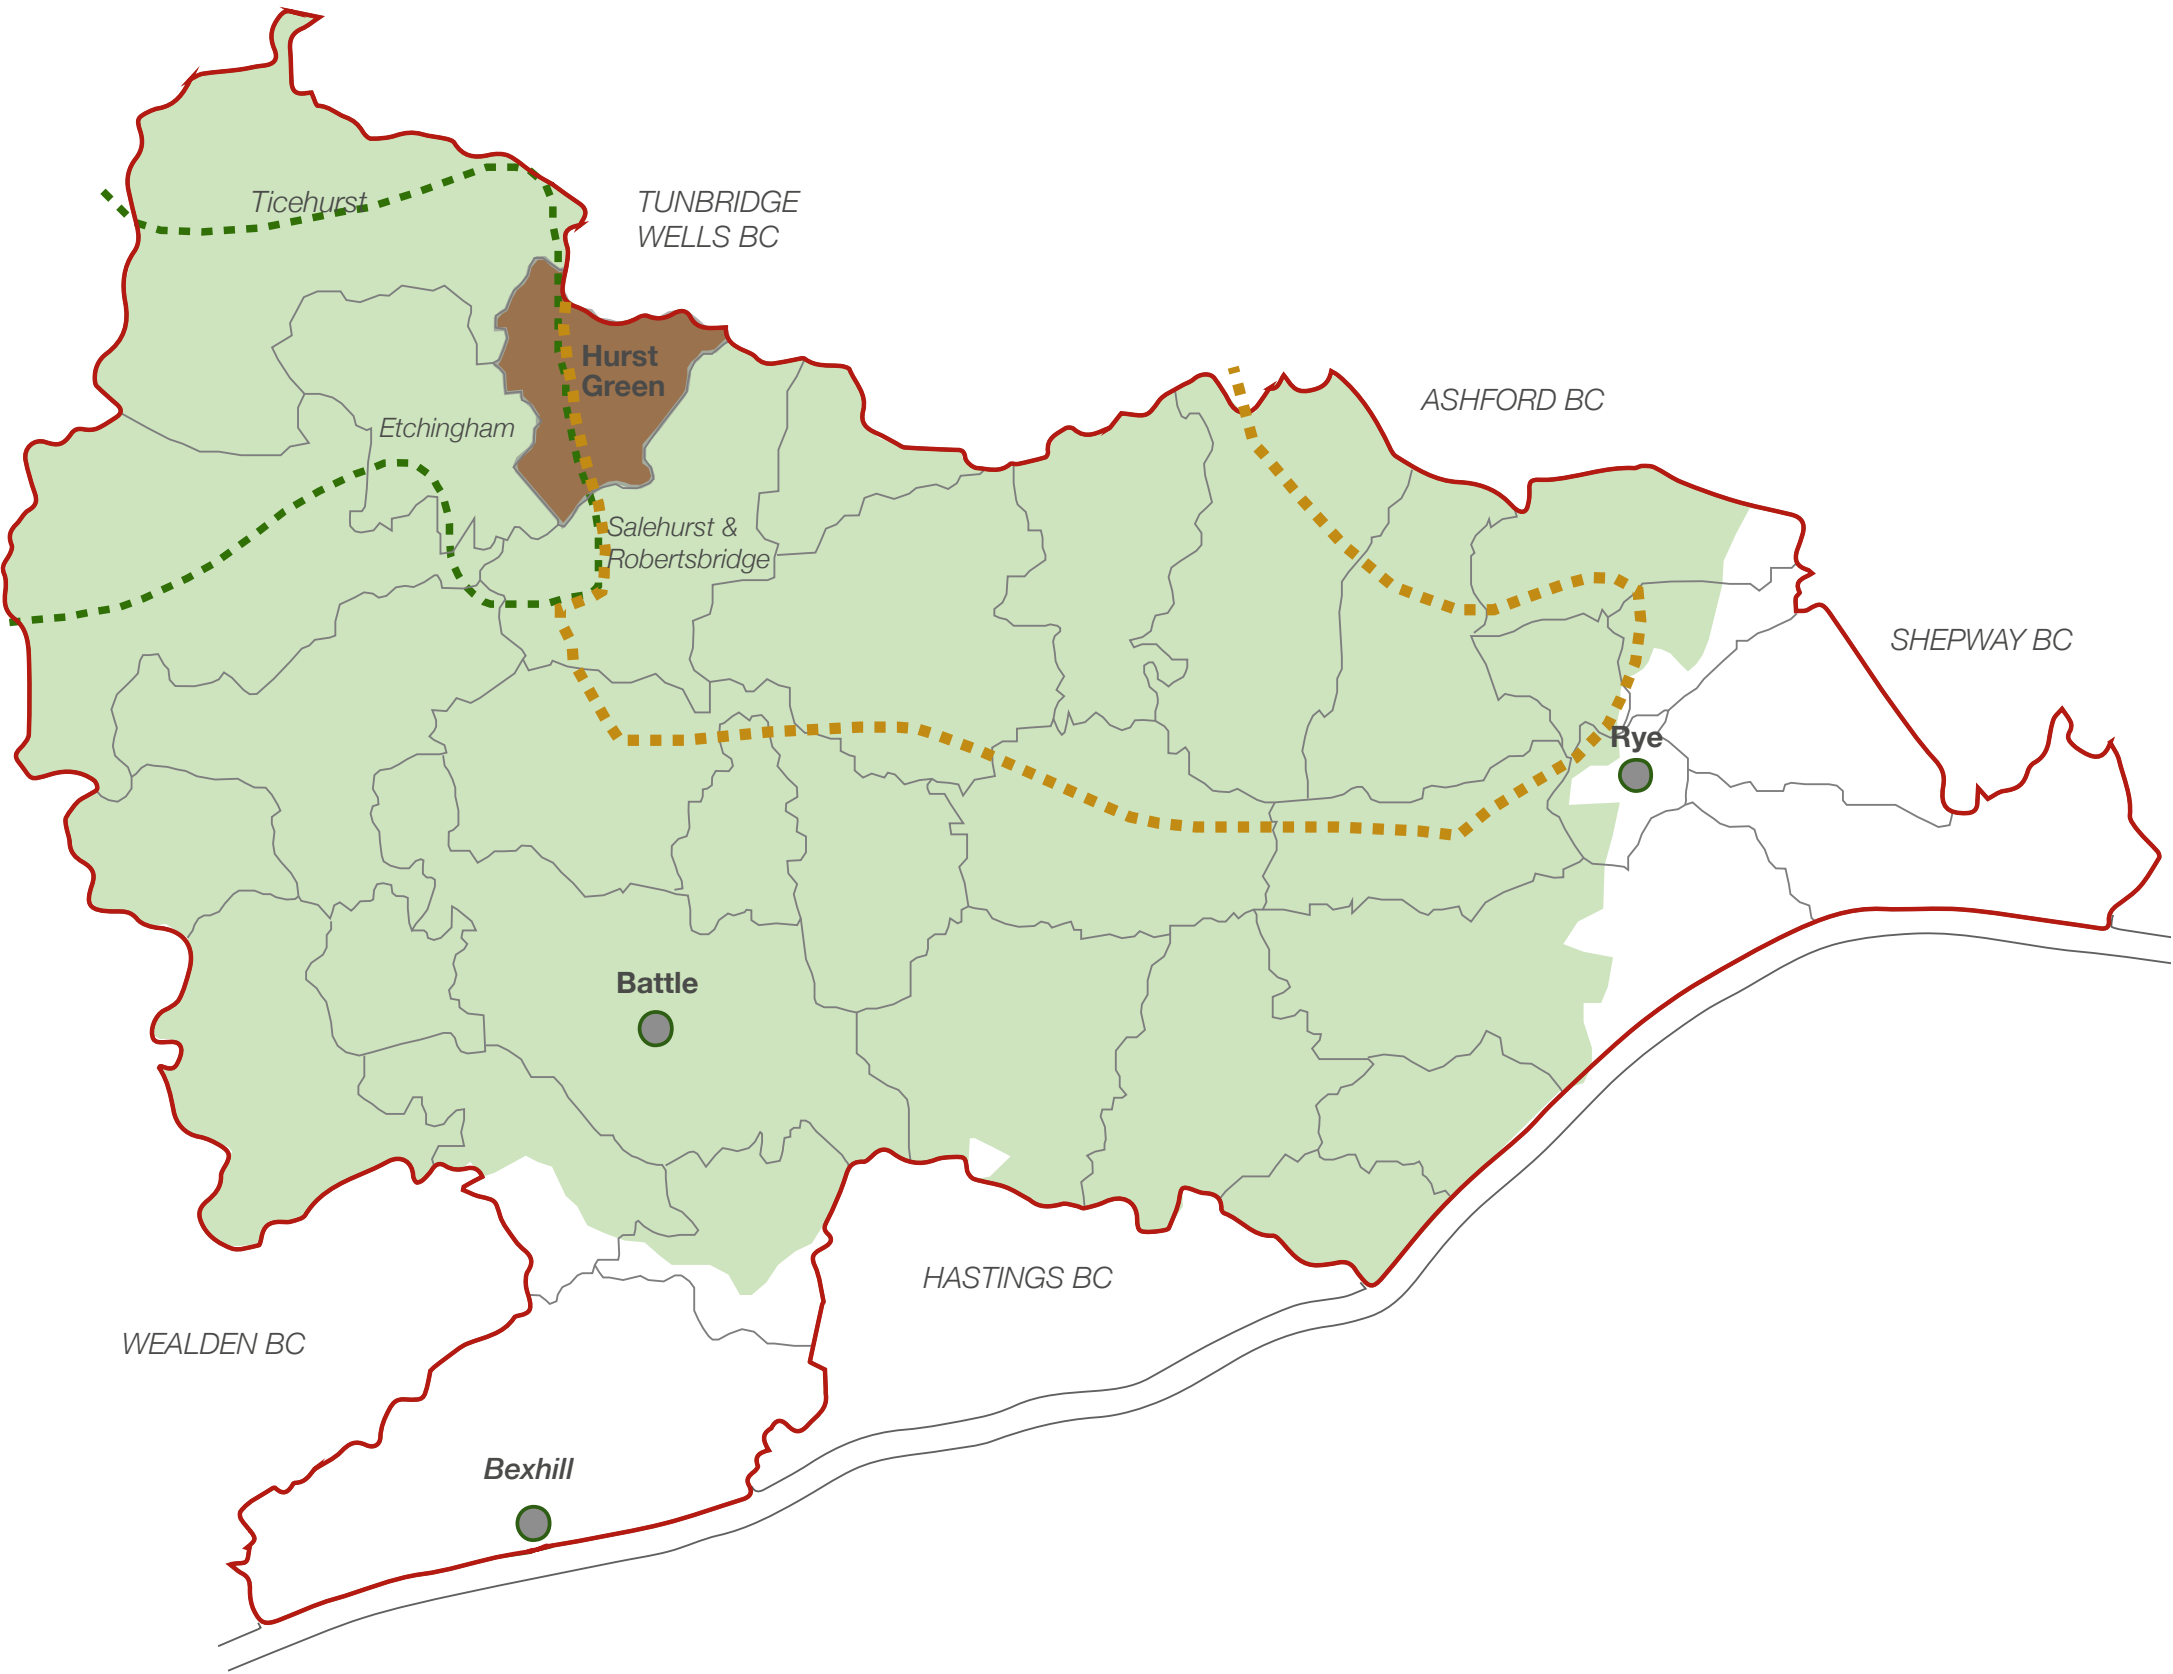 Ticehurst
TUNBRIDGE
WELLS BC
Hurst
Green
ASHFORD BC
Etchingham
Salehurst &
Robertsbridge
SHEPWAY BC
Rye
Battle
HASTINGS BC
WEALDEN BC
Bexhill